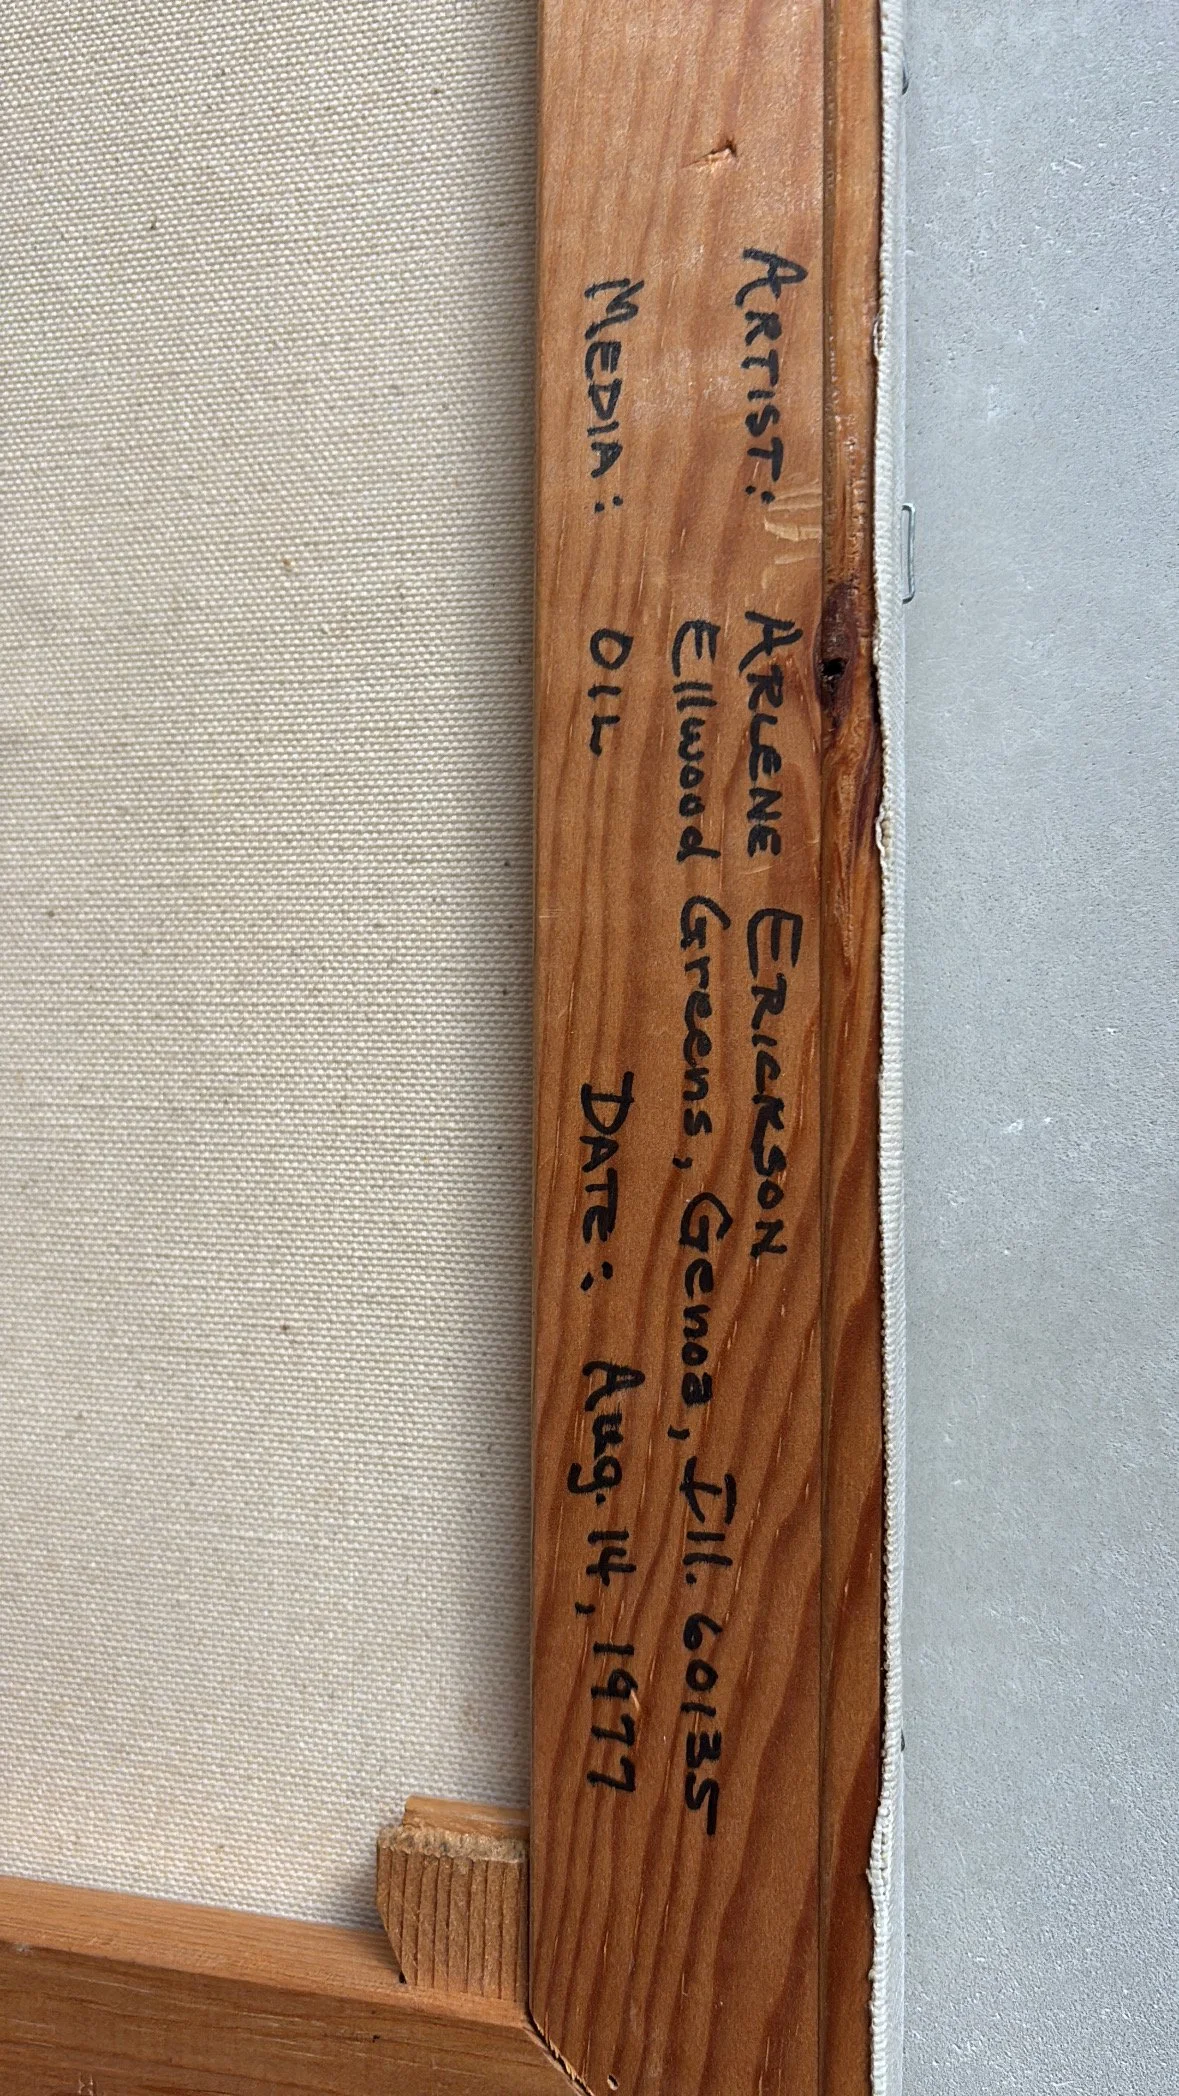 ARTIST: ARLENE ERICKSON
Ellwood Greens, Genoa, Ill. 60135
MEDIA: OIL DATE: Aug. 14, 1977